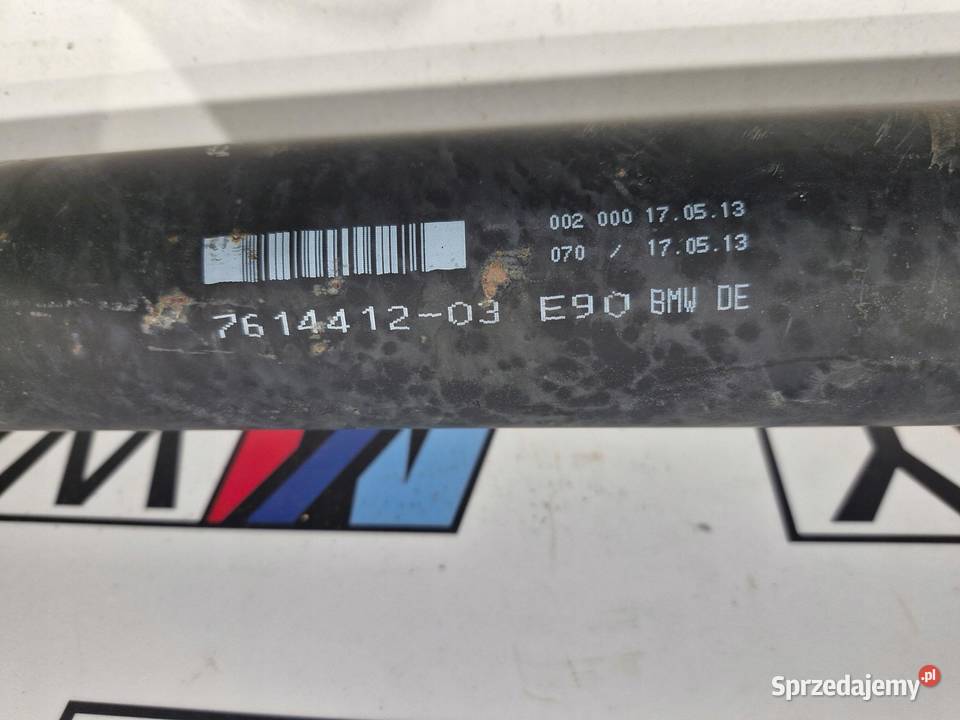 002 000 17.05.13
070 / 17.05.13
7614412-03 E90 BMW DE
M
Y
Sprzedajemy.pl